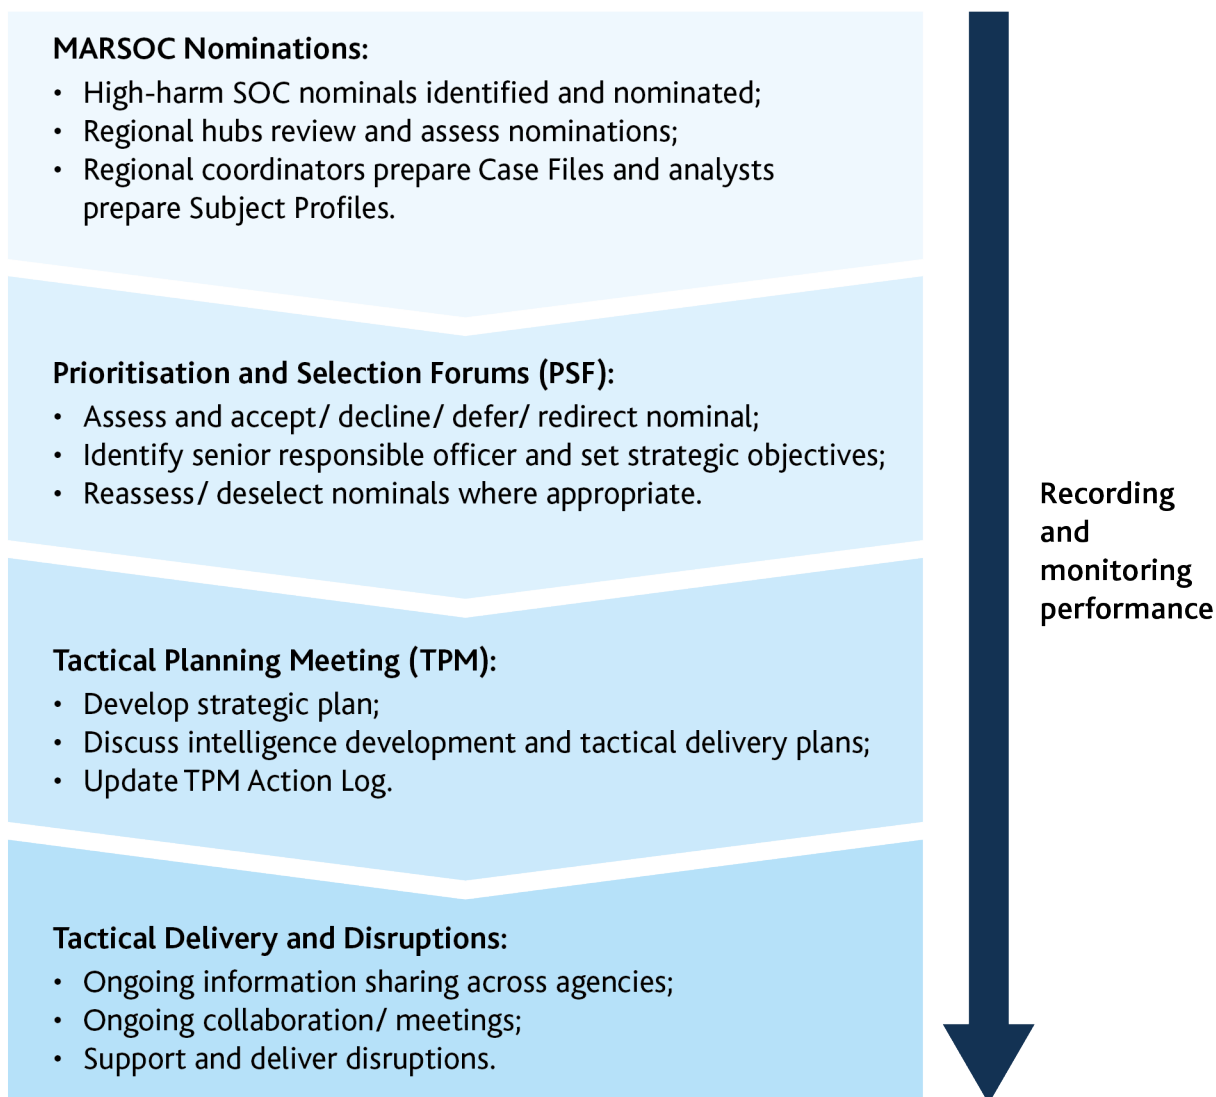 MARSOC Nominations:
• High-harm SOC nominals identified and nominated;
• Regional hubs review and assess nominations;
• Regional coordinators prepare Case Files and analysts
prepare Subject Profiles.
Prioritisation and Selection Forums (PSF):
• Assess and accept/ decline/ defer/ redirect nominal;
• Identify senior responsible officer and set strategic objectives;
• Reassess/ deselect nominals where appropriate.
Tactical Planning Meeting (TPM):
• Develop strategic plan;
• Discuss intelligence development and tactical delivery plans;
• Update TPM Action Log.
Tactical Delivery and Disruptions:
• Ongoing information sharing across agencies;
• Ongoing collaboration/ meetings;
• Support and deliver disruptions.
Recording
and
monitoring
performance